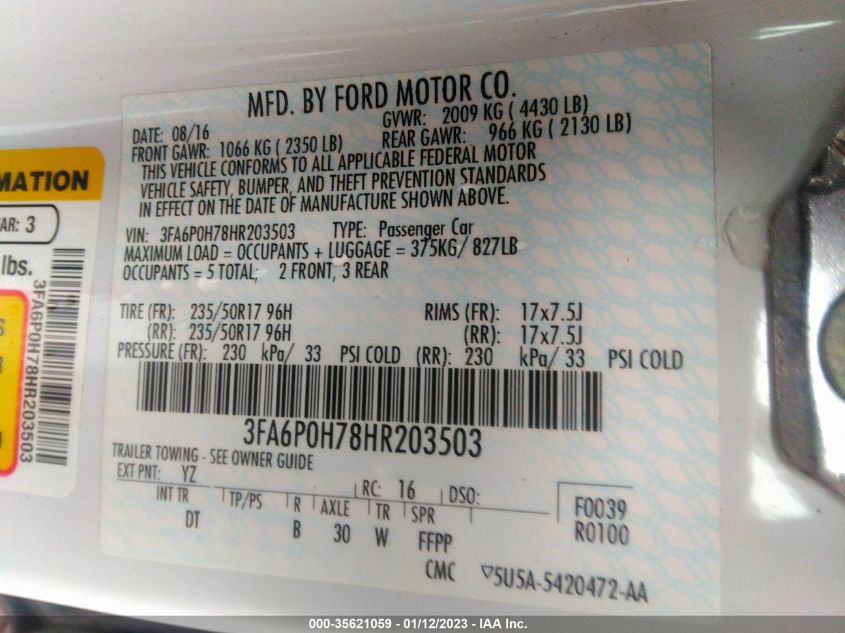 MFD. BY FORD MOTOR CO.
DATE: 08/16 GVWR: 2009 KG ( 4430 LB)
FRONT GAWR: 1066 KG ( 2350 LB) REAR GAWR: 966 KG ( 2130 LB)
THIS VEHICLE CONFORMS TO ALL APPLICABLE FEDERAL MOTOR
VEHICLE SAFETY, BUMPER, AND THEFT PREVENTION STANDARDS
IN EFFECT ON THE DATE OF MANUFACTURE SHOWN ABOVE.
VIN: 3FA6P0H78HR203503 TYPE: Passenger Car
MAXIMUM LOAD = OCCUPANTS + LUGGAGE = 375KG/ 827LB
OCCUPANTS = 5 TOTAL; 2 FRONT, 3 REAR
TIRE (FR): 235/50R17 96H RIMS (FR): 17x7.5J
(RR): 235/50R17 96H (RR): 17x7.5J
PRESSURE (FR): 230 kPa/ 33 PSI COLD (RR): 230 kPa/ 33 PSI COLD
3FA6P0H78HR203503
TRAILER TOWING - SEE OWNER GUIDE
EXT PNT: YZ RC: 16 DSO:
INT TR TP/PS R AXLE TR SPR
DT B 30 W FFPP
CMC
F0039
R0100
5U5A-5420472-AA
MATION
AR: 3
lbs.
3FA6P0H78HR203503
S
R
000-35621059 — 01/12/2023 — IAA Inc.